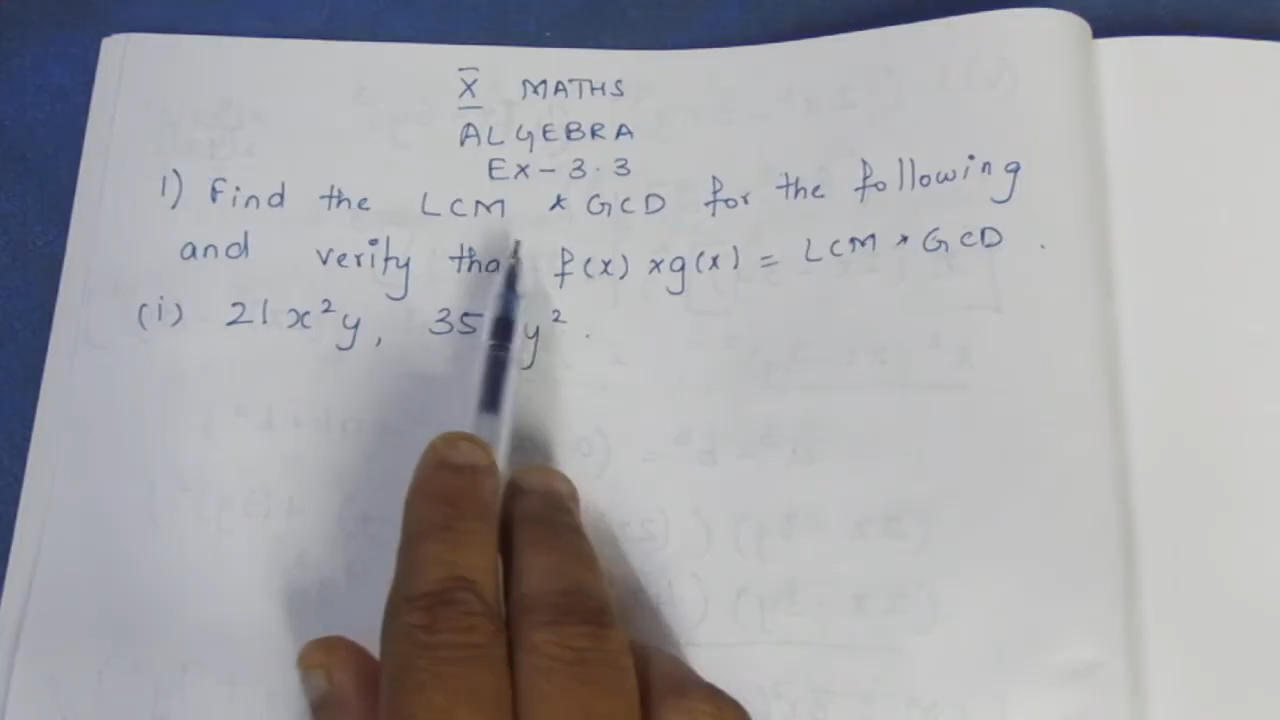 X MATHS
ALGEBRA
Ex - 3.3
1) Find the LCM * GCD for the following
and verify tha f(x) × g(x) = LCM * GCD.
(i) 21x²y, 35 y².